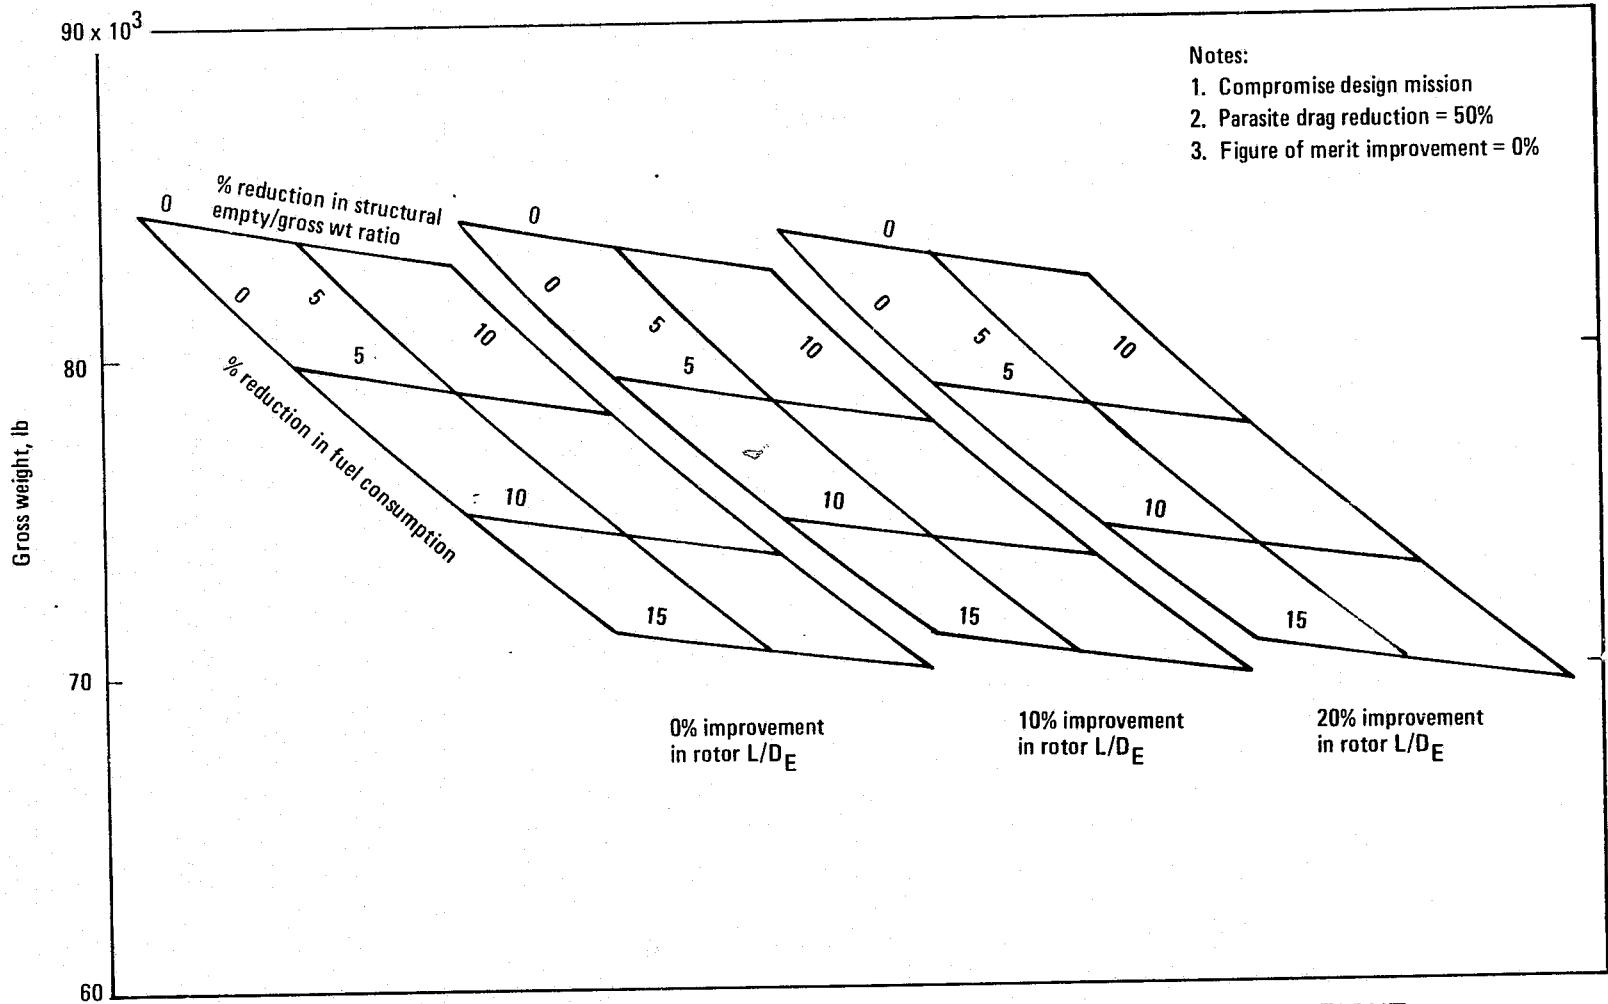 90 x 10³
Notes:
1. Compromise design mission
2. Parasite drag reduction = 50%
3. Figure of merit improvement = 0%
% reduction in structural
empty/gross wt ratio
0
0
0
0
5
10
0
5
10
0
5
10
80
5
5
5
% reduction in fuel consumption
Gross weight, lb
10
10
10
15
15
15
70
0% improvement
in rotor L/D_E
10% improvement
in rotor L/D_E
20% improvement
in rotor L/D_E
60